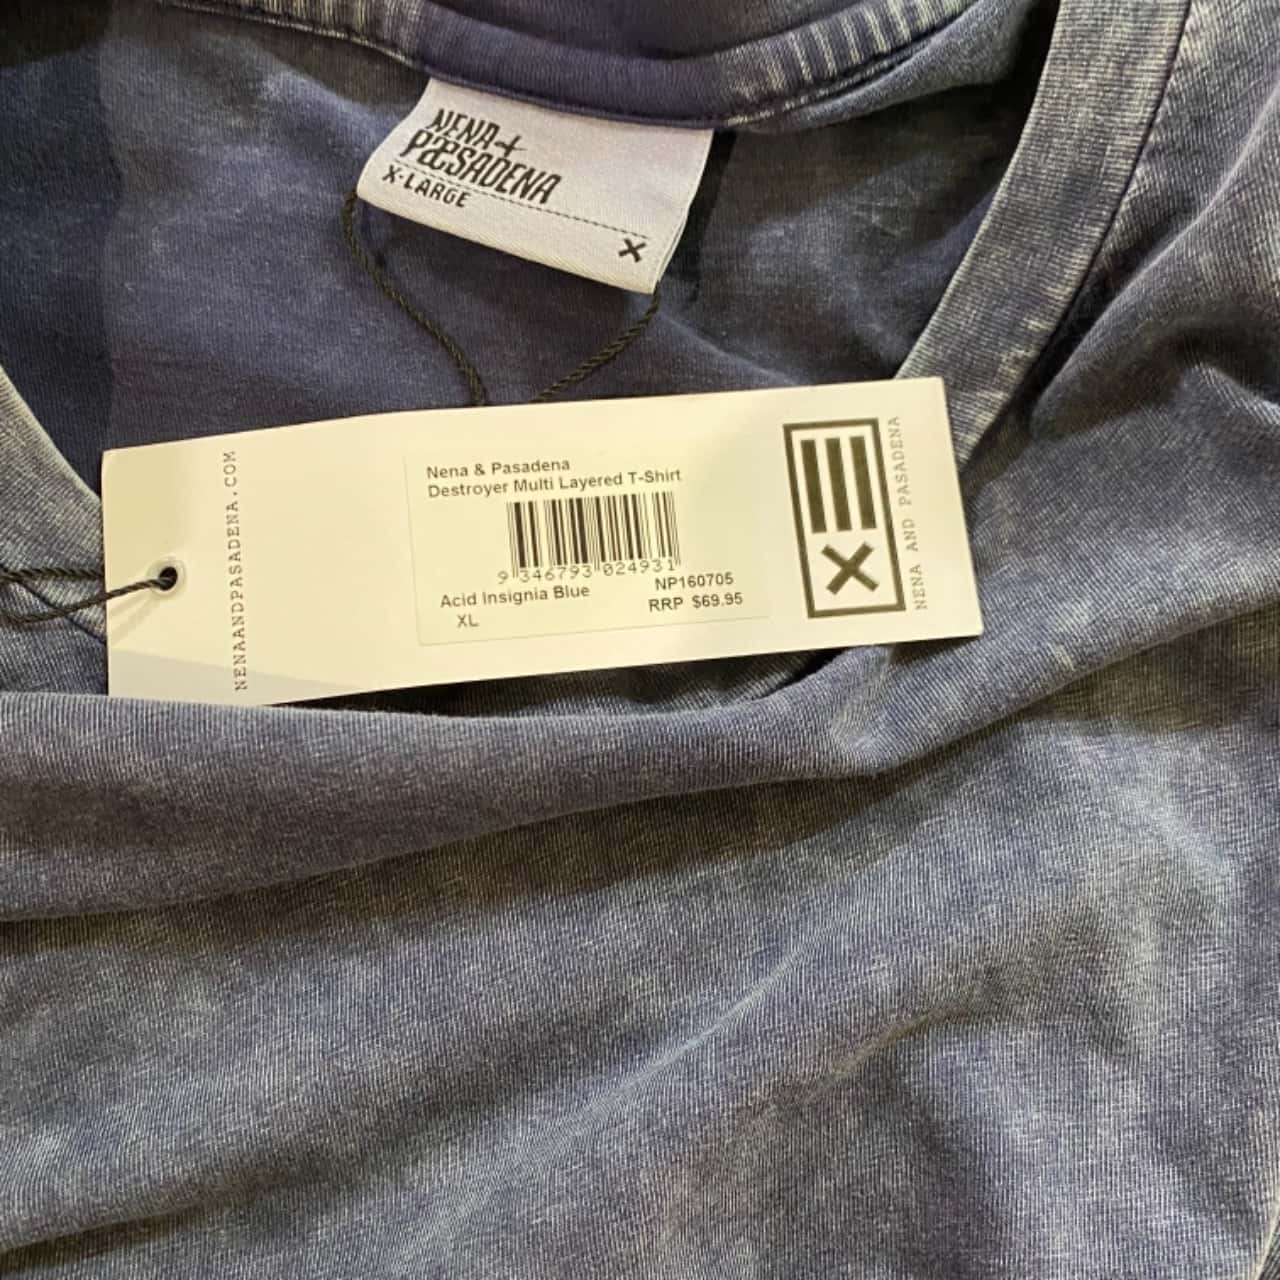 NENA+
PÆSADENA
X-LARGE
X
NENAANDPASADENA.COM
Nena & Pasadena
Destroyer Multi Layered T-Shirt
9 346793 024931
Acid Insignia Blue
NP160705
XL
RRP $69.95
NENA AND PASADENA